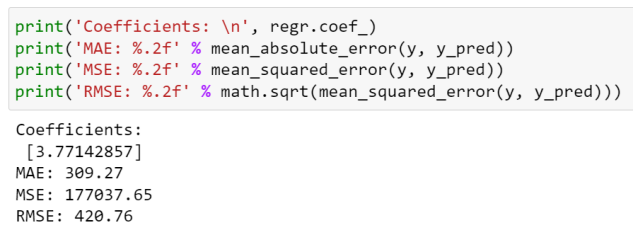 print('Coefficients: \n', regr.coef_)
print('MAE: %.2f' % mean_absolute_error(y, y_pred))
print('MSE: %.2f' % mean_squared_error(y, y_pred))
print('RMSE: %.2f' % math.sqrt(mean_squared_error(y, y_pred)))
Coefficients:
[3.77142857]
MAE: 309.27
MSE: 177037.65
RMSE: 420.76